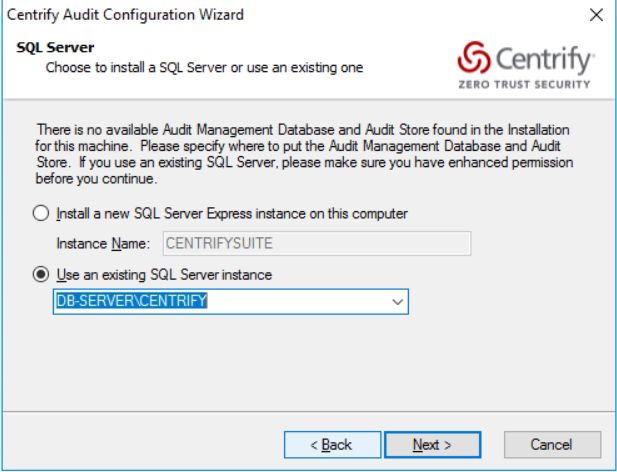 Centrify Audit Configuration Wizard
SQL Server
Choose to install a SQL Server or use an existing one
Centrify
ZERO TRUST SECURITY
There is no available Audit Management Database and Audit Store found in the Installation
for this machine. Please specify where to put the Audit Management Database and Audit
Store. If you use an existing SQL Server, please make sure you have enhanced permission
before you continue.
Install a new SQL Server Express instance on this computer
Instance Name: CENTRIFYSUITE
Use an existing SQL Server instance
DB-SERVER\CENTRIFY
< Back Next > Cancel